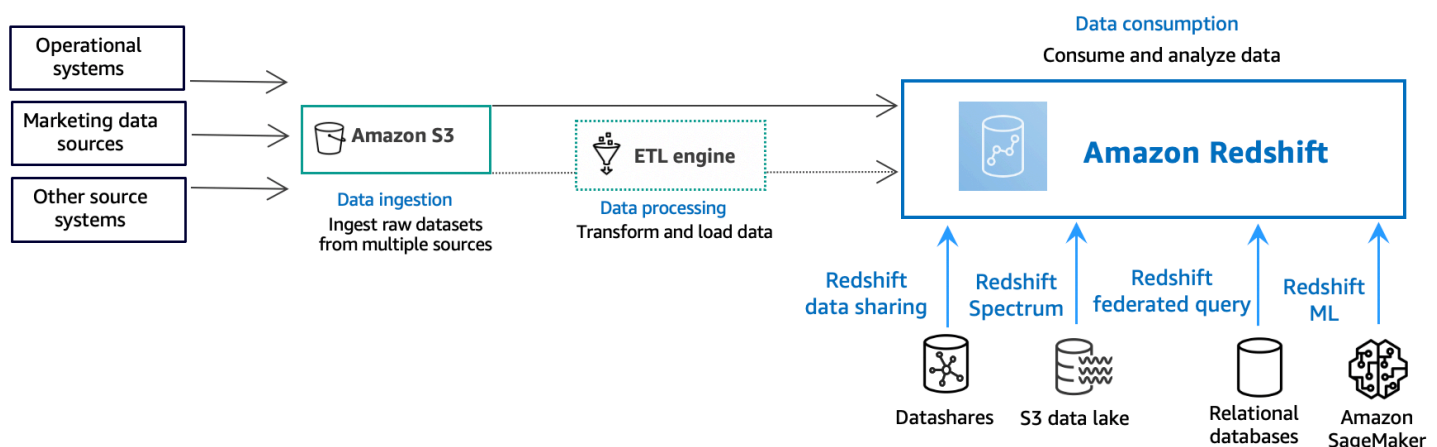 Operational
systems
Marketing data
sources
Other source
systems
Amazon S3
Data ingestion
Ingest raw datasets
from multiple sources
ETL engine
Data processing
Transform and load data
Data consumption
Consume and analyze data
Amazon Redshift
Redshift
data sharing
Redshift
Spectrum
Redshift
federated query
Redshift
ML
Datashares
S3 data lake
Relational
databases
Amazon
SageMaker